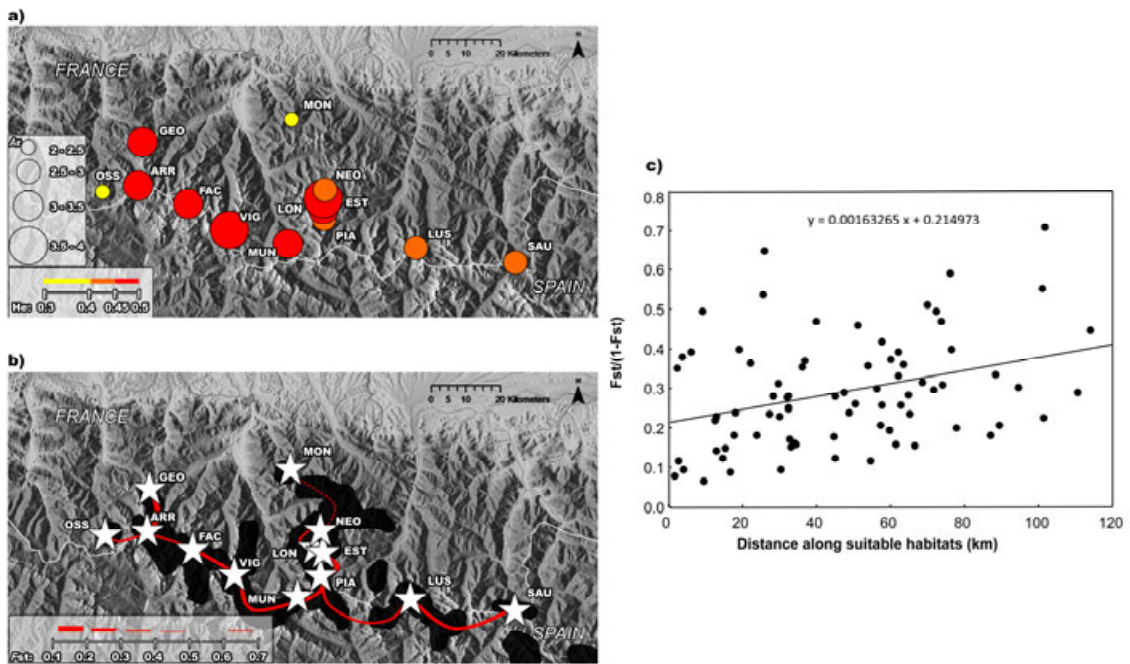 a)
N
0 5 10 20 Kilometers
FRANCE
MON
GEO
Ar
2 - 2.5
2.5 - 3
3 - 3.5
3.5 - 4
OSS
ARR
FAC
NEO
LON
EST
VIG
PIA
MUN
LUS
SAU
SPAIN
He:
0.3 0.4 0.45 0.5
b)
N
0 5 10 20 Kilometers
FRANCE
MON
GEO
OSS
ARR
FAC
NEO
LON
EST
VIG
PIA
MUN
LUS
SAU
SPAIN
Fst:
0.1 0.2 0.3 0.4 0.5 0.6 0.7
c)
y = 0.00163265 x + 0.214973
Fst/(1-Fst)
0.8
0.7
0.6
0.5
0.4
0.3
0.2
0.1
0.0
0 20 40 60 80 100 120
Distance along suitable habitats (km)